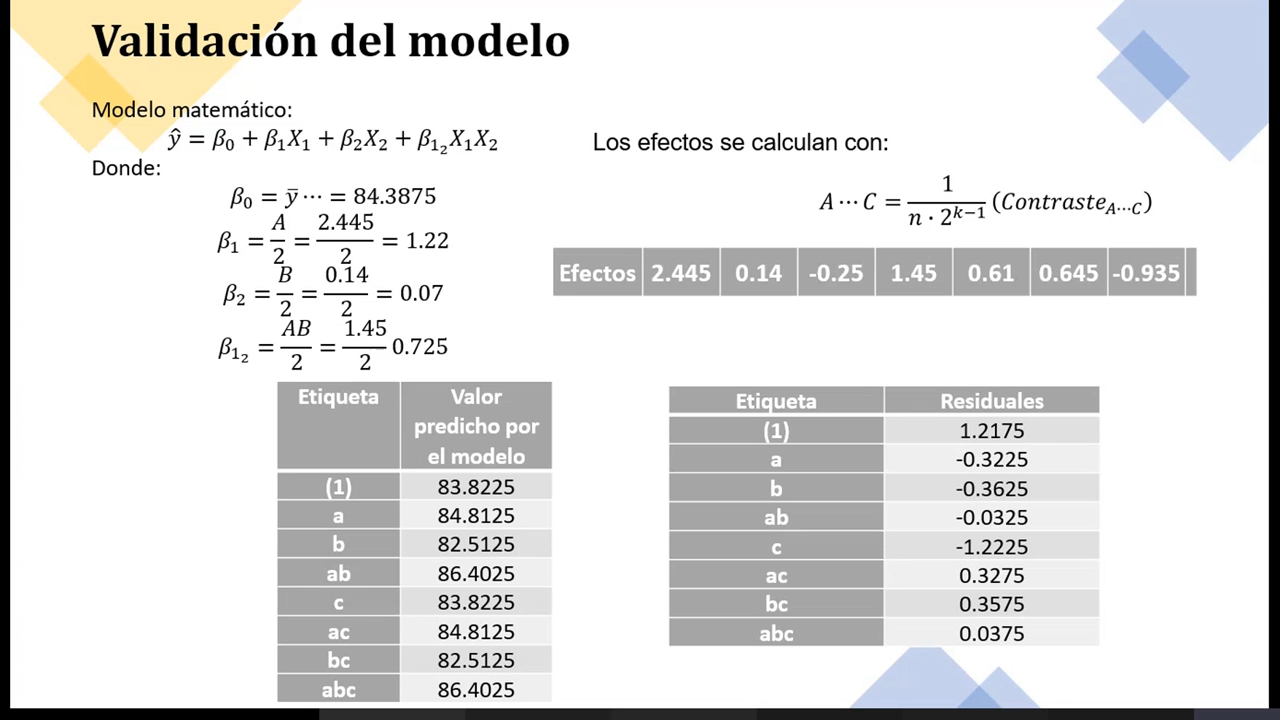 Validación del modelo
Modelo matemático:
ŷ = β₀ + β₁X₁ + β₂X₂ + β₁₂X₁X₂
Donde:
β₀ = ȳ ⋯ = 84.3875
β₁ = A/2 = 2.445/2 = 1.22
β₂ = B/2 = 0.14/2 = 0.07
β₁₂ = AB/2 = 1.45/2 0.725
Los efectos se calculan con:
A ⋯ C = 1/(n · 2^(k−1)) (Contraste_A…C)
Efectos 2.445 0.14 -0.25 1.45 0.61 0.645 -0.935
Etiqueta Valor predicho por el modelo
(1) 83.8225
a 84.8125
b 82.5125
ab 86.4025
c 83.8225
ac 84.8125
bc 82.5125
abc 86.4025
Etiqueta Residuales
(1) 1.2175
a -0.3225
b -0.3625
ab -0.0325
c -1.2225
ac 0.3275
bc 0.3575
abc 0.0375